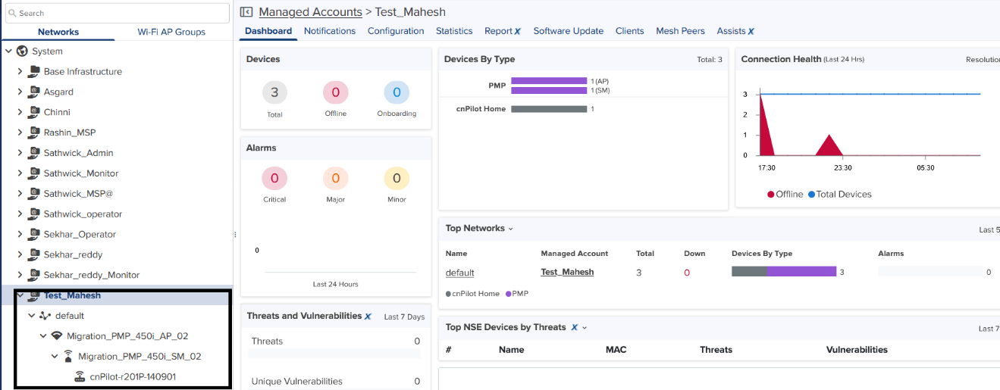 Search
Networks
Wi-Fi AP Groups
System
Base Infrastructure
Asgard
Chinni
Rashin_MSP
Sathwick_Admin
Sathwick_Monitor
Sathwick_MSP@
Sathwick_operator
Sekhar_Operator
Sekhar_reddy
Sekhar_reddy_Monitor
Test_Mahesh
default
Migration_PMP_450i_AP_02
Migration_PMP_450i_SM_02
cnPilot-r201P-140901
Managed Accounts > Test_Mahesh
Dashboard Notifications Configuration Statistics Report X Software Update Clients Mesh Peers Assists X
Devices
3 0 0
Total Offline Onboarding
Alarms
0 0 0
Critical Major Minor
0
Last 24 Hours
Threats and Vulnerabilities X Last 7 Days
Threats 0
Unique Vulnerabilities 0
Devices By Type Total: 3
PMP 1 (AP)
1 (SM)
cnPilot Home 1
Connection Health (Last 24 Hrs) Resolution
3
2
1
0
17:30 23:30 05:30
Offline Total Devices
Top Networks Last 5
Name Managed Account Total Down Devices By Type Alarms
default Test_Mahesh 3 0 3 0
cnPilot Home PMP
Top NSE Devices by Threats X Last 7
# Name MAC Threats Vulnerabilities